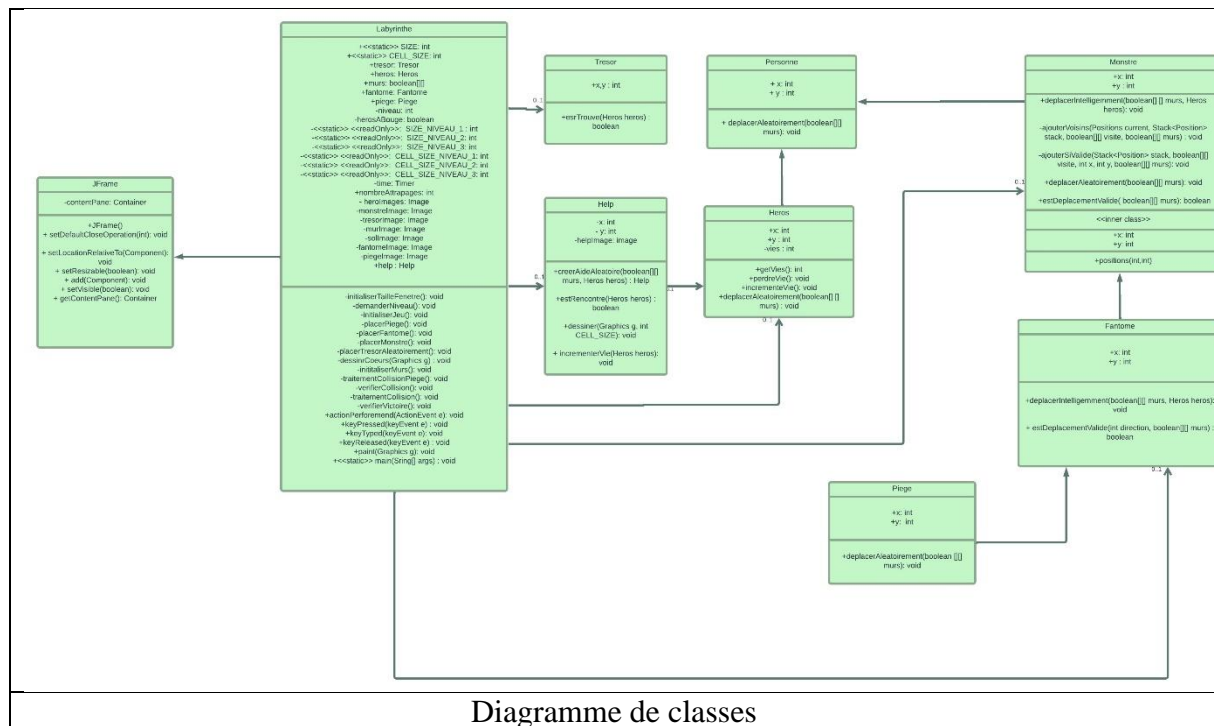 Labyrinthe
+<<static>> SIZE: int
+<<static>> CELL_SIZE: int
+tresor: Tresor
+heros: Heros
+murs: boolean[][]
+fantome: Fantome
+piege: Piege
-niveau: int
-herosABouge: boolean
-<<static>> <<readOnly>>: SIZE_NIVEAU_1 : int
-<<static>> <<readOnly>>: SIZE_NIVEAU_2: int
-<<static>> <<readOnly>>: SIZE_NIVEAU_3: int
-<<static>> <<readOnly>>: CELL_SIZE_NIVEAU_1: int
-<<static>> <<readOnly>>: CELL_SIZE_NIVEAU_2: int
-<<static>> <<readOnly>>: CELL_SIZE_NIVEAU_3: int
-time: Timer
+nombreAttrapages: int
- heroImages: Image
-monstreImage: Image
-tresorImage: Image
-murImage: Image
-solImage: Image
-fantomeImage: Image
-piegeImage: Image
+help : Help
-initialiserTailleFenetre(): void
-demanderNiveau(): void
-initialiserJeu(): void
-placerPiege(): void
-placerFantome(): void
-placerMonstre(): void
-placerTresorAleatoirement(): void
-dessinrCoeurs(Graphics g): void
-inititaliserMurs(): void
-traitementCollisionPiege(): void
-verifierCollision(): void
-traitementCollision(): void
-verifierVictoire(): void
+actionPerforemend(ActionEvent e): void
+keyPressed(keyEvent e) : void
+keyTyped(keyEvent e): void
+keyReleased(keyEvent e) : void
+paint(Graphics g): void
+<<static>> main(Sring[] args) : void
JFrame
-contentPane: Container
+JFrame()
+ setDefaultCloseOperation(int): void
+setLocationRelativeTo(Component):
void
+ setResizable(boolean): void
+ add(Component): void
+ setVisible(boolean): void
+ getContentPane(): Container
Tresor
+x,y : int
+esrTrouve(Heros heros) :
boolean
0..1
Help
-x: int
- y: int
-helpImage: Image
+creerAideAleatoire(boolean[][]
murs, Heros heros) : Help
+estRencontre(Heros heros) :
boolean
+dessiner(Graphics g, int
CELL_SIZE): void
+ incrementerVie(Heros heros):
void
Personne
+ x: int
+ y : int
+ deplacerAleatoirement(boolean[][]
murs): void
Heros
+x: int
+y: int
-vies : int
+getVies(): int
+perdreVie(): void
+incrementeVie(): void
+deplacerAleatoirement(boolean[] []
murs) : void
0..1
Monstre
+x: int
+y : int
+deplacerIntelligemment(boolean[] [] murs, Heros
heros): void
-ajouterVoisins(Positions current, Stack<Position>
stack, boolean[][] visite, boolean[][] murs) : void
-ajouterSiValide(Stack<Position> stack, boolean[][]
visite, int x, int y, boolean[][] murs): void
+deplacerAleatoirement(boolean[][] murs): void
+estDeplacementValide( boolean[][] murs): boolean
<<inner class>>
+x: int
+y: int
+positions(int,int)
0..1
Fantome
+x: int
+y: int
+deplacerIntelligemment(boolean[][] murs, Heros heros):
void
+ estDeplacementValide(int direction, boolean[][] murs) :
boolean
0..1
Piege
+x: int
+y: int
+deplacerAleatoirement(boolean [][]
murs): void
Diagramme de classes